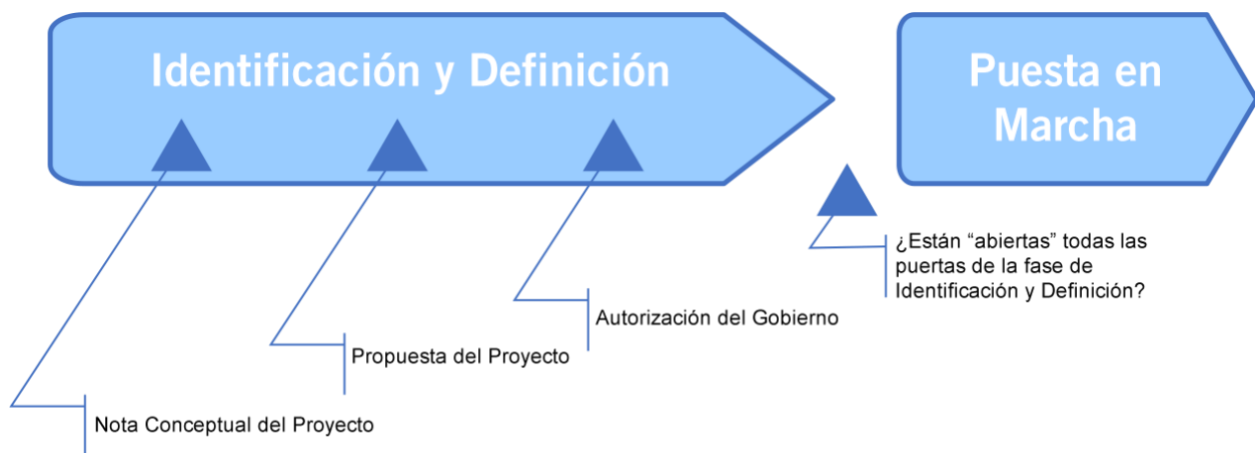 Identificación y Definición
Puesta en
Marcha
¿Están “abiertas” todas las
puertas de la fase de
Identificación y Definición?
Autorización del Gobierno
Propuesta del Proyecto
Nota Conceptual del Proyecto